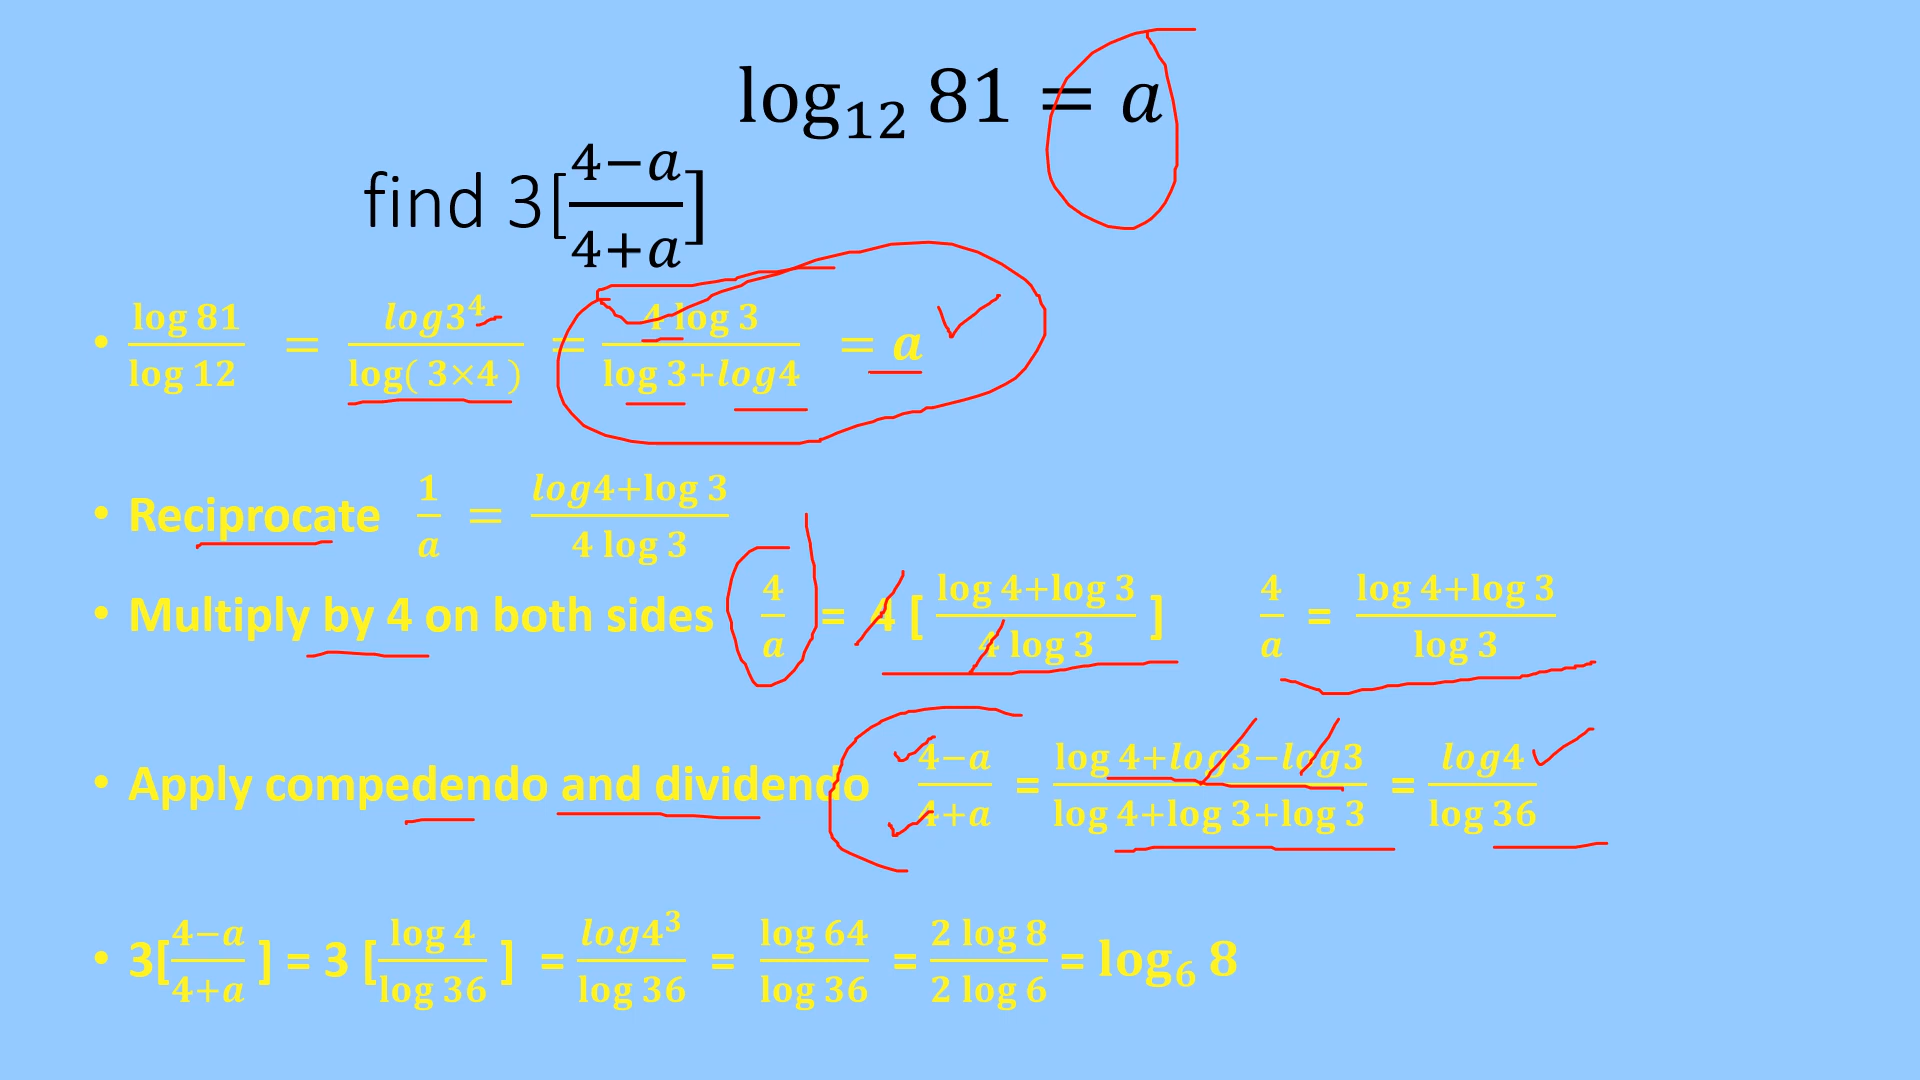 log₁₂ 81 = a
find 3[(4−a)/(4+a)]
• log 81/log 12 = log3⁴/log( 3×4 ) = 4 log 3/(log 3+log4) = a
• Reciprocate 1/a = (log4+log 3)/(4 log 3)
• Multiply by 4 on both sides 4/a = 4 [ (log 4+log 3)/(4 log 3) ] 4/a = (log 4+log 3)/(log 3)
• Apply compedendo and dividendo (4−a)/(4+a) = (log 4+log3−log3)/(log 4+log 3+log 3) = log4/log 36
• 3[(4−a)/(4+a) ] = 3 [log 4/log 36 ] = log4³/log 36 = log 64/log 36 = 2 log 8/2 log 6 = log₆ 8